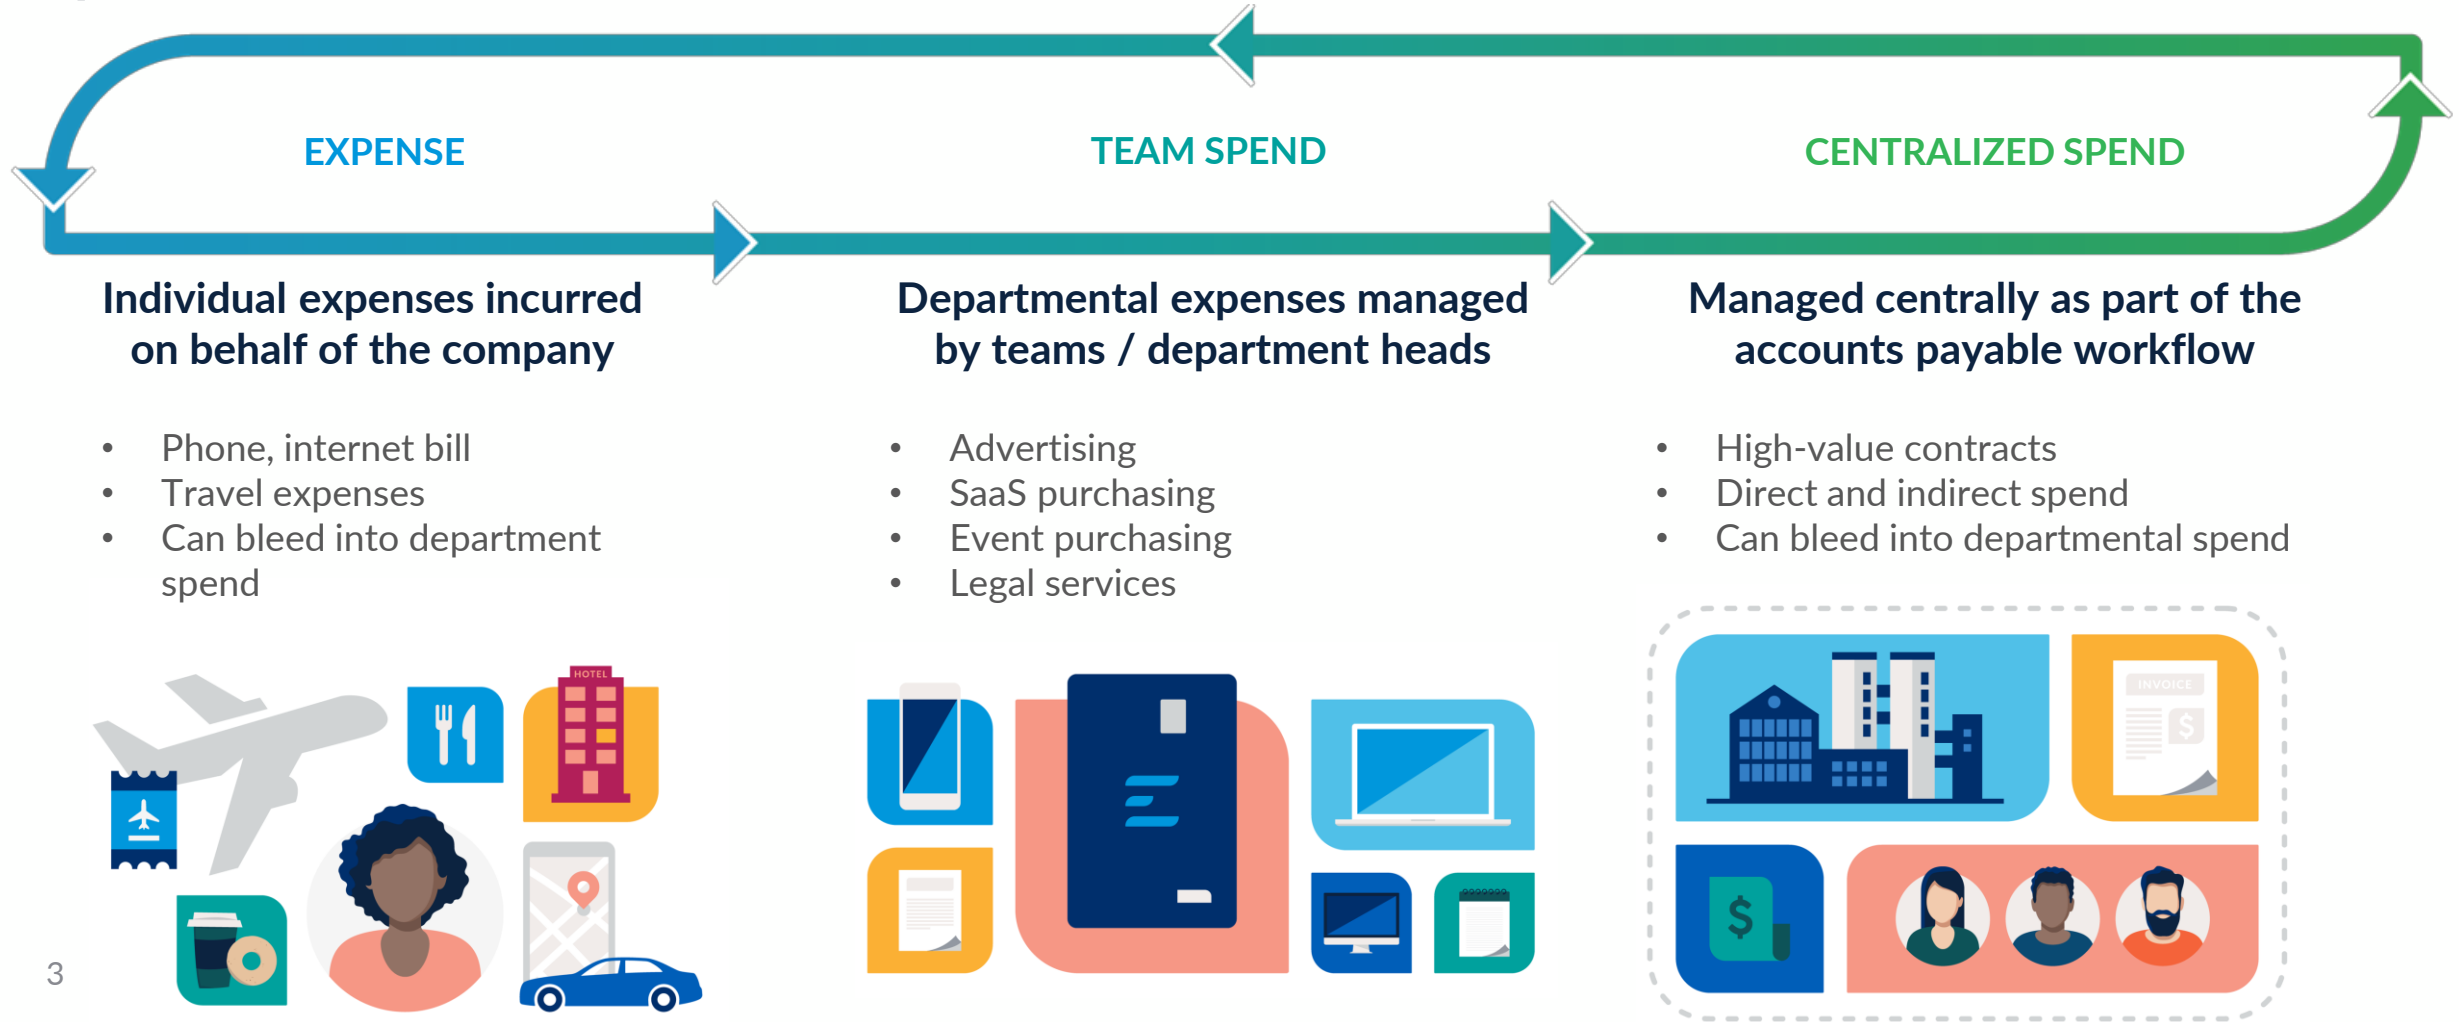 EXPENSE
TEAM SPEND
CENTRALIZED SPEND
Individual expenses incurred
on behalf of the company
• Phone, internet bill
• Travel expenses
• Can bleed into department
spend
Departmental expenses managed
by teams / department heads
• Advertising
• SaaS purchasing
• Event purchasing
• Legal services
Managed centrally as part of the
accounts payable workflow
• High-value contracts
• Direct and indirect spend
• Can bleed into departmental spend
HOTEL
INVOICE
$
$
3